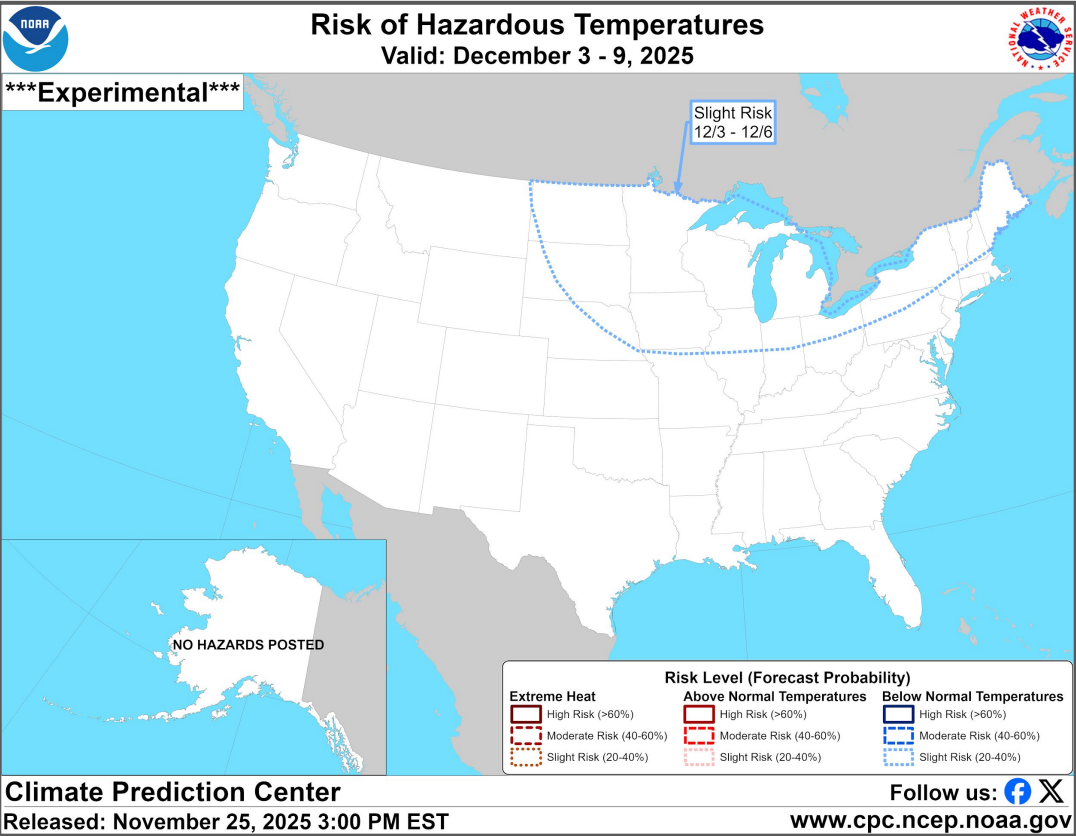 NOAA
Risk of Hazardous Temperatures
Valid: December 3 - 9, 2025
NATIONAL WEATHER SERVICE
***Experimental***
Slight Risk
12/3 - 12/6
NO HAZARDS POSTED
Risk Level (Forecast Probability)
Extreme Heat
High Risk (>60%)
Moderate Risk (40-60%)
Slight Risk (20-40%)
Above Normal Temperatures
High Risk (>60%)
Moderate Risk (40-60%)
Slight Risk (20-40%)
Below Normal Temperatures
High Risk (>60%)
Moderate Risk (40-60%)
Slight Risk (20-40%)
Climate Prediction Center
Follow us:
Released: November 25, 2025 3:00 PM EST
www.cpc.ncep.noaa.gov